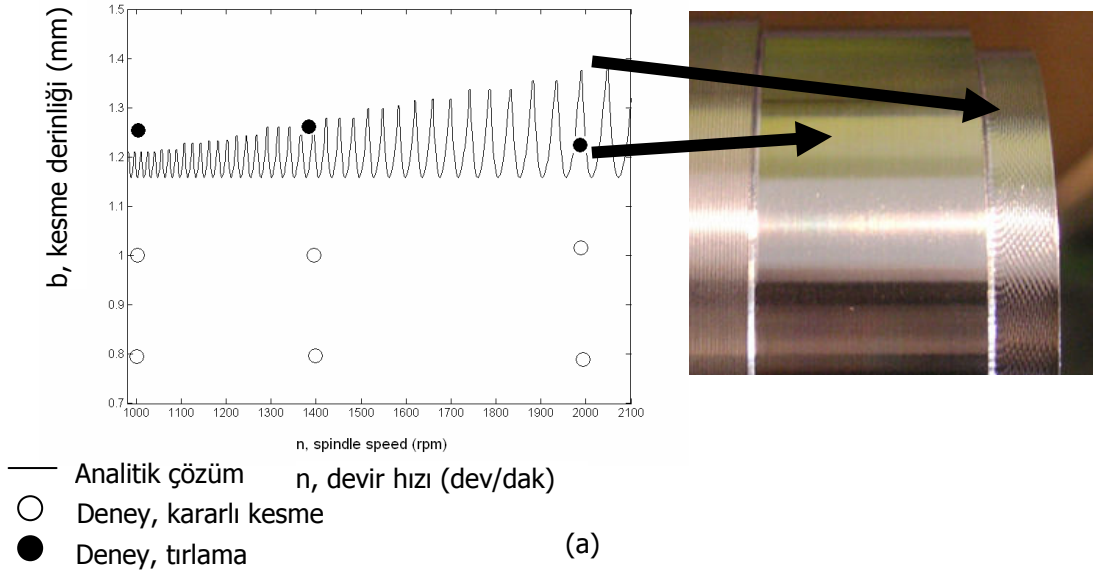 b, kesme derinliği (mm)
1.5
1.4
1.3
1.2
1.1
1
0.9
0.8
0.7
1000 1100 1200 1300 1400 1500 1600 1700 1800 1900 2000 2100
n, spindle speed (rpm)
n, devir hızı (dev/dak)
Analitik çözüm
Deney, kararlı kesme
Deney, tırlama
(a)